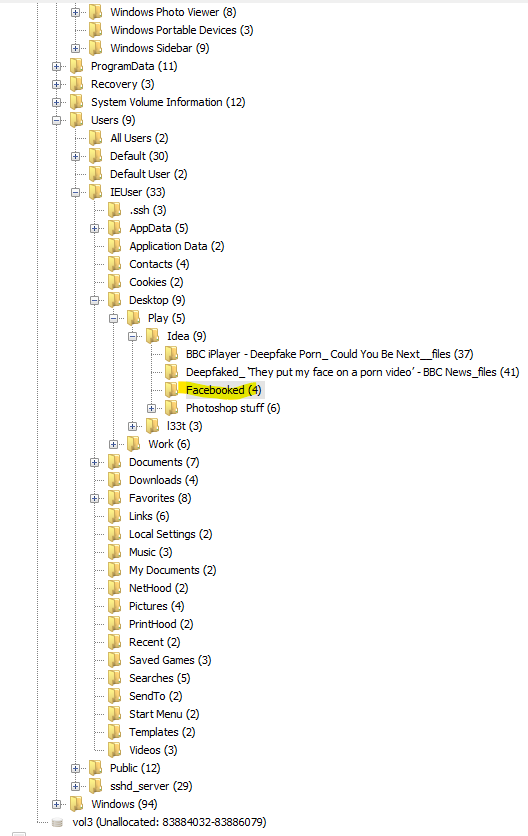 Windows Photo Viewer (8)
Windows Portable Devices (3)
Windows Sidebar (9)
ProgramData (11)
Recovery (3)
System Volume Information (12)
Users (9)
All Users (2)
Default (30)
Default User (2)
IEUser (33)
.ssh (3)
AppData (5)
Application Data (2)
Contacts (4)
Cookies (2)
Desktop (9)
Play (5)
Idea (9)
BBC iPlayer - Deepfake Porn_ Could You Be Next__files (37)
Deepfaked_ ‘They put my face on a porn video’ - BBC News_files (41)
Facebooked (4)
Photoshop stuff (6)
l33t (3)
Work (6)
Documents (7)
Downloads (4)
Favorites (8)
Links (6)
Local Settings (2)
Music (3)
My Documents (2)
NetHood (2)
Pictures (4)
PrintHood (2)
Recent (2)
Saved Games (3)
Searches (5)
SendTo (2)
Start Menu (2)
Templates (2)
Videos (3)
Public (12)
sshd_server (29)
Windows (94)
vol3 (Unallocated: 83884032-83886079)